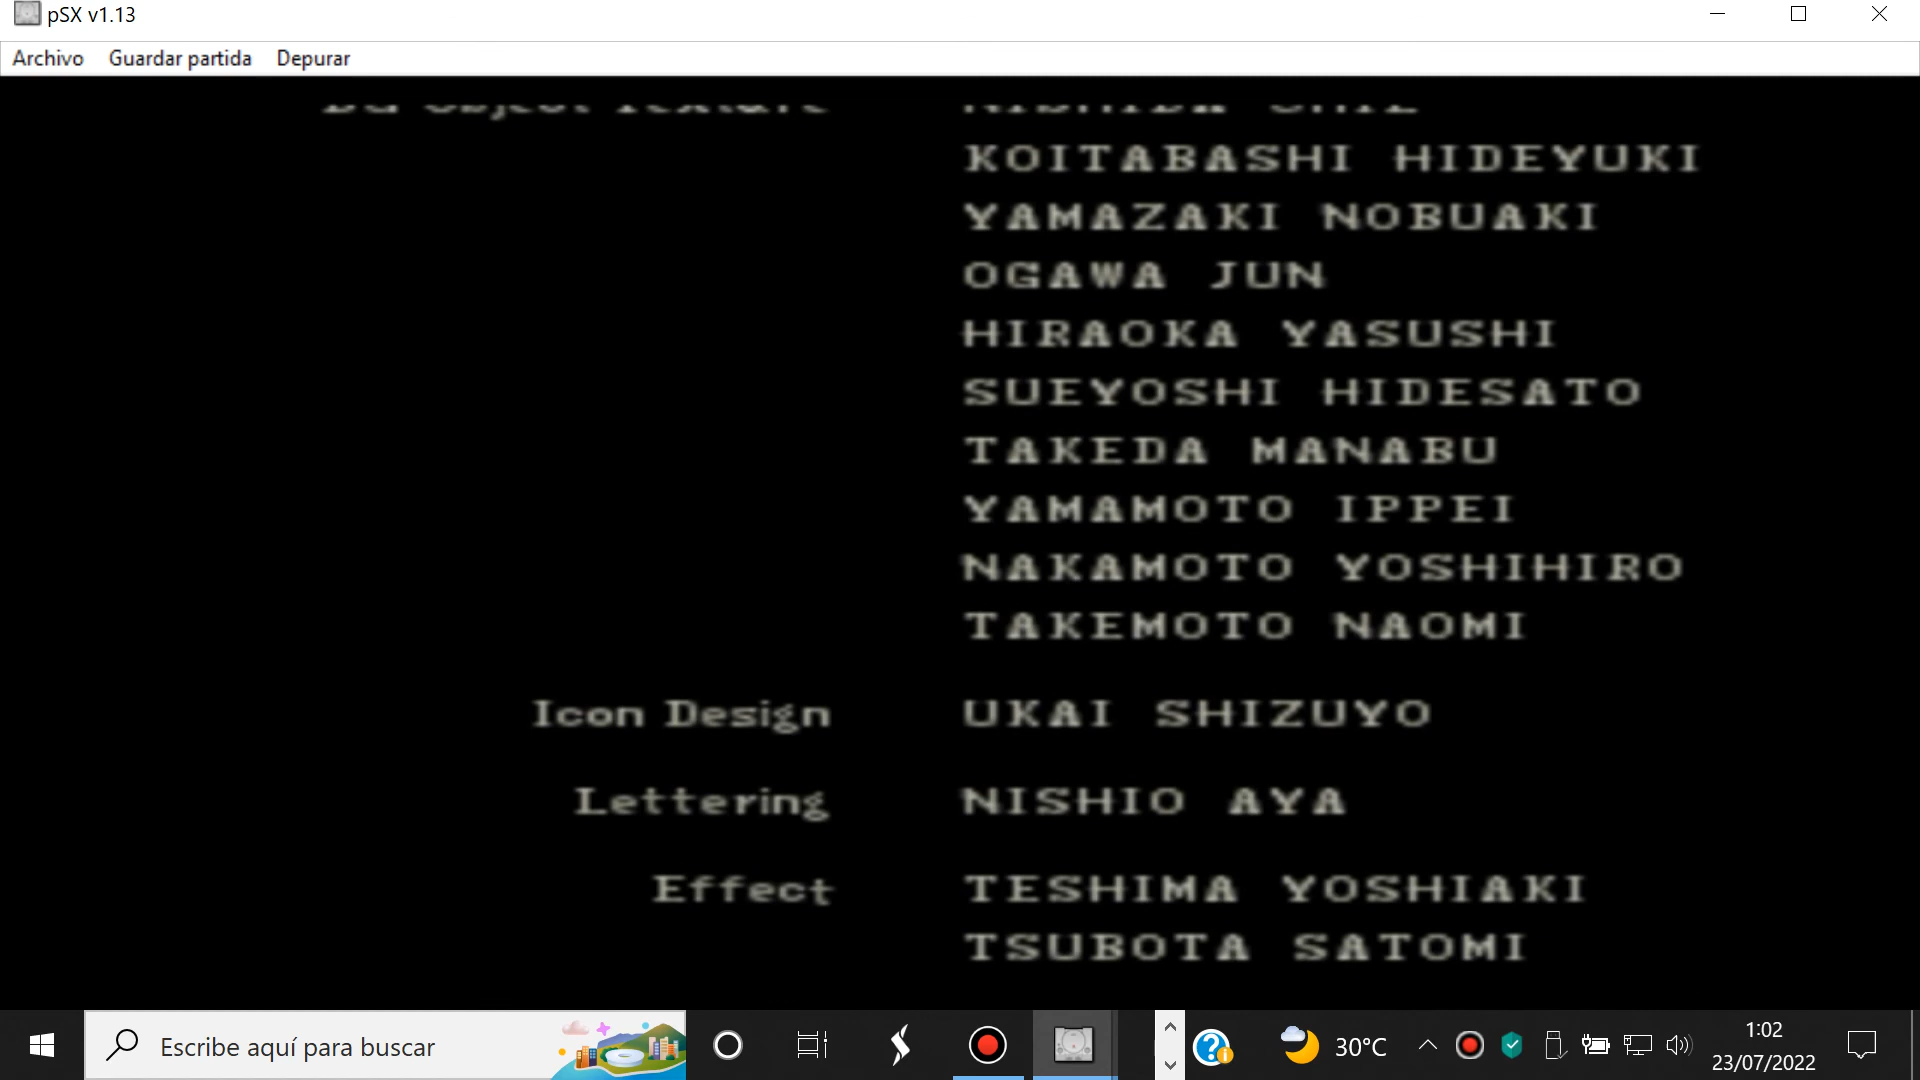 pSX v1.13
Archivo Guardar partida Depurar
KOITABASHI HIDEYUKI
YAMAZAKI NOBUAKI
OGAWA JUN
HIRAOKA YASUSHI
SUEYOSHI HIDESATO
TAKEDA MANABU
YAMAMOTO IPPEI
NAKAMOTO YOSHIHIRO
TAKEMOTO NAOMI
Icon Design UKAI SHIZUYO
Lettering NISHIO AYA
Effect TESHIMA YOSHIAKI
TSUBOTA SATOMI
Escribe aquí para buscar
30°C
1:02
23/07/2022